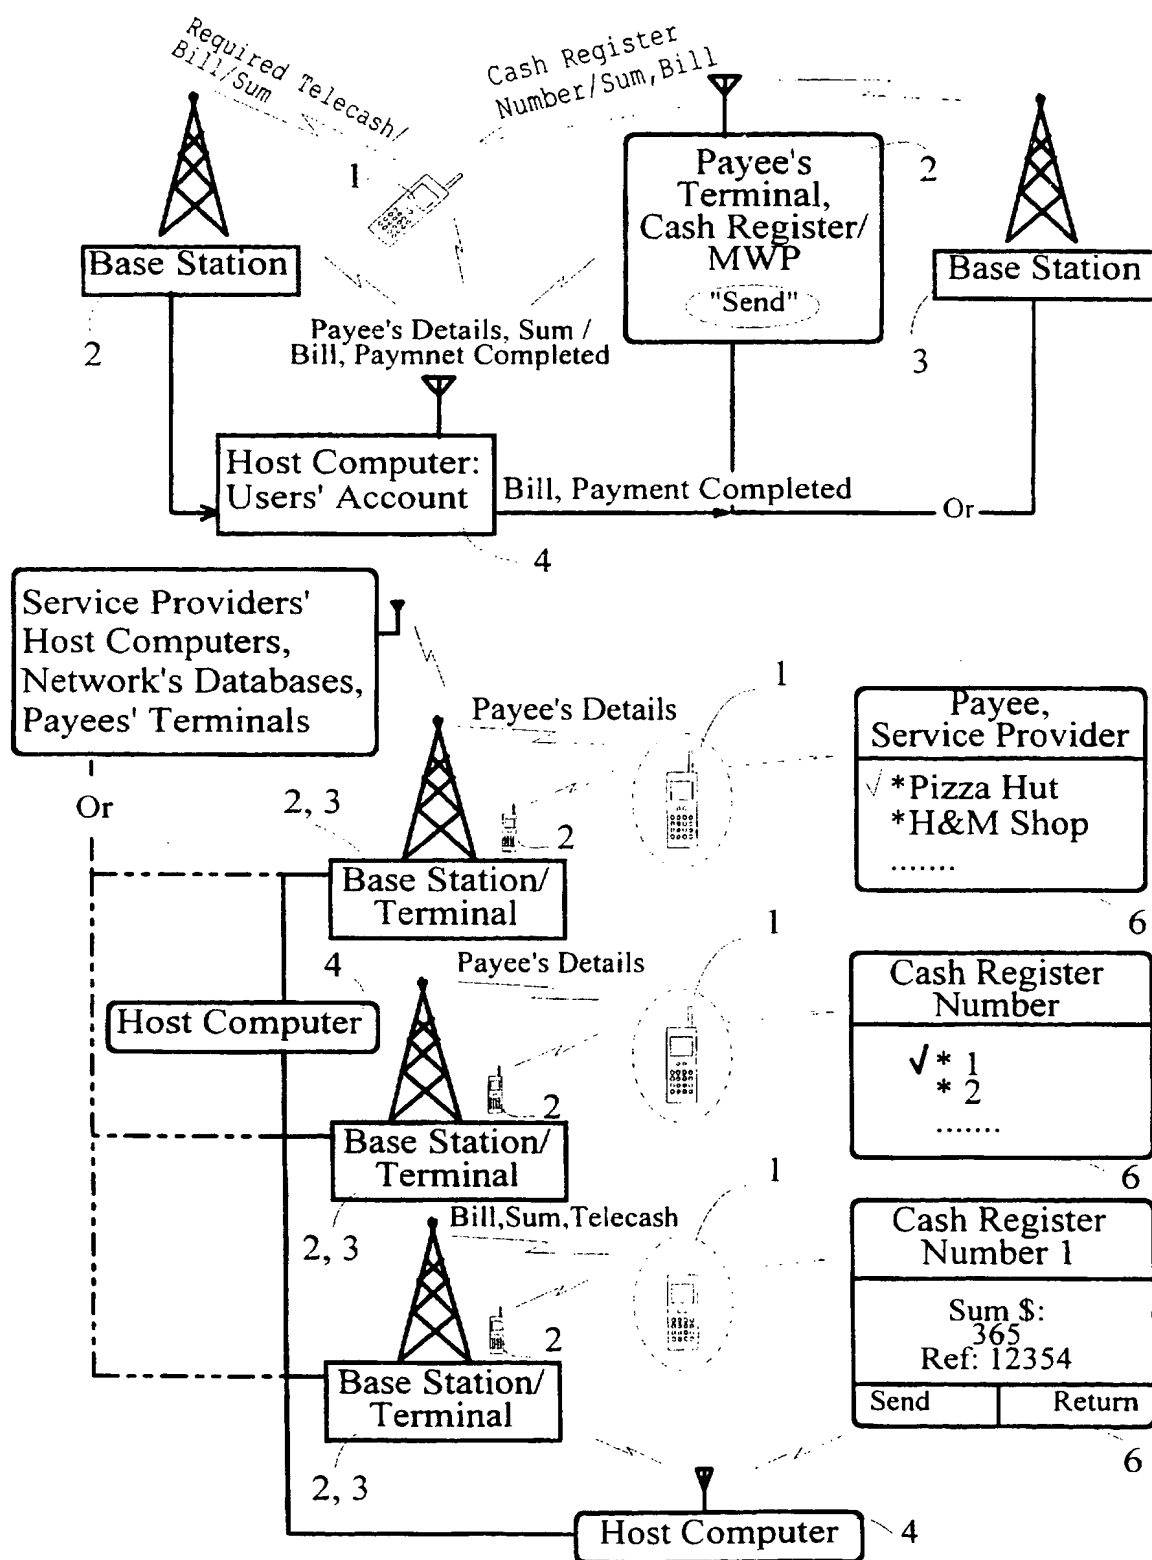 Required Telecash/
Bill/Sum
Cash Register
Number/Sum,Bill
1
Payee's
Terminal,
Cash Register/
MWP
"Send"
2
Base Station
2
Base Station
3
Payee's Details, Sum /
Bill, Paymnet Completed
Host Computer:
Users' Account
4
Bill, Payment Completed
Or
Service Providers'
Host Computers,
Network's Databases,
Payees' Terminals
Or
Payee's Details
1
2, 3
2
Base Station/
Terminal
Payee,
Service Provider
√ *Pizza Hut
*H&M Shop
.......
6
4
Host Computer
Payee's Details
1
2
Base Station/
Terminal
2, 3
Cash Register
Number
√ * 1
* 2
.......
6
Bill,Sum,Telecash
1
2
Base Station/
Terminal
2, 3
Cash Register
Number 1
Sum $:
365
Ref: 12354
Send Return
6
Host Computer
4